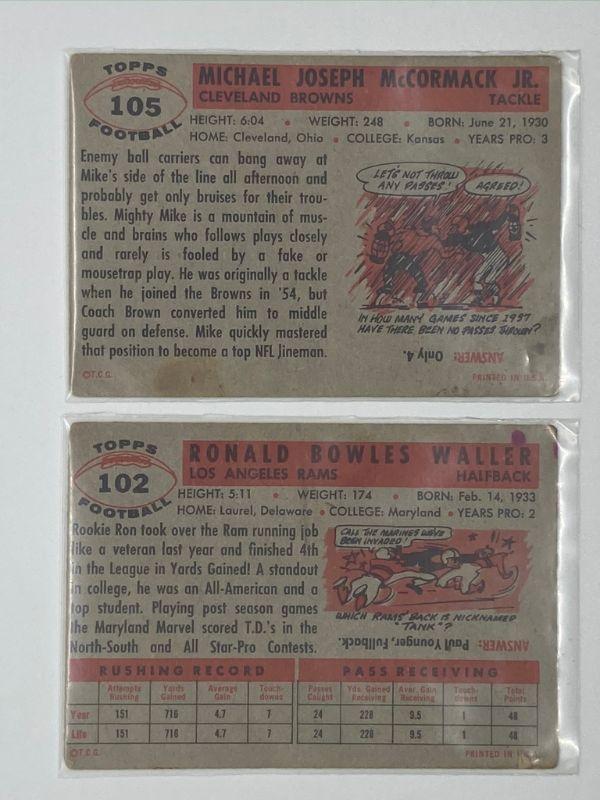 TOPPS
105
FOOTBALL
MICHAEL JOSEPH McCORMACK JR.
CLEVELAND BROWNS TACKLE
HEIGHT: 6:04 • WEIGHT: 248 • BORN: June 21, 1930
HOME: Cleveland, Ohio • COLLEGE: Kansas • YEARS PRO: 3
Enemy ball carriers can bang away at
Mike's side of the line all afternoon and
probably get only bruises for their trou-
bles. Mighty Mike is a mountain of mus-
cle and brains who follows plays closely
and rarely is fooled by a fake or
mousetrap play. He was originally a tackle
when he joined the Browns in '54, but
Coach Brown converted him to middle
guard on defense. Mike quickly mastered
that position to become a top NFL lineman.
LET'S NOT THROW
ANY PASSES!
AGREED!
IN HOW MANY GAMES SINCE 1937
HAVE THERE BEEN NO PASSES THROWN?
ANSWER: Only 4.
©T.C.G. PRINTED IN U.S.A.
TOPPS
102
FOOTBALL
RONALD BOWLES WALLER
LOS ANGELES RAMS HALFBACK
HEIGHT: 5:11 • WEIGHT: 174 • BORN: Feb. 14, 1933
HOME: Laurel, Delaware • COLLEGE: Maryland • YEARS PRO: 2
Rookie Ron took over the Ram running job
like a veteran last year and finished 4th
in the League in Yards Gained! A standout
in college, he was an All-American and a
top student. Playing post season games
the Maryland Marvel scored T.D.'s in the
North-South and All Star-Pro Contests.
CALL THE MARINES WE'VE
BEEN INVADED!
WHICH RAMS' BACK IS NICKNAMED
"TANK"?
ANSWER: Paul Younger, Fullback.
RUSHING RECORD PASS RECEIVING
Attempts Rushing Yards Gained Average Gain Touch-downs Passes Caught Yds. Gained Receiving Aver. Gain Receiving Touch-downs Total Points
Year 151 716 4.7 7 24 228 9.5 1 48
Life 151 716 4.7 7 24 228 9.5 1 48
©T.C.G. PRINTED IN U.S.A.